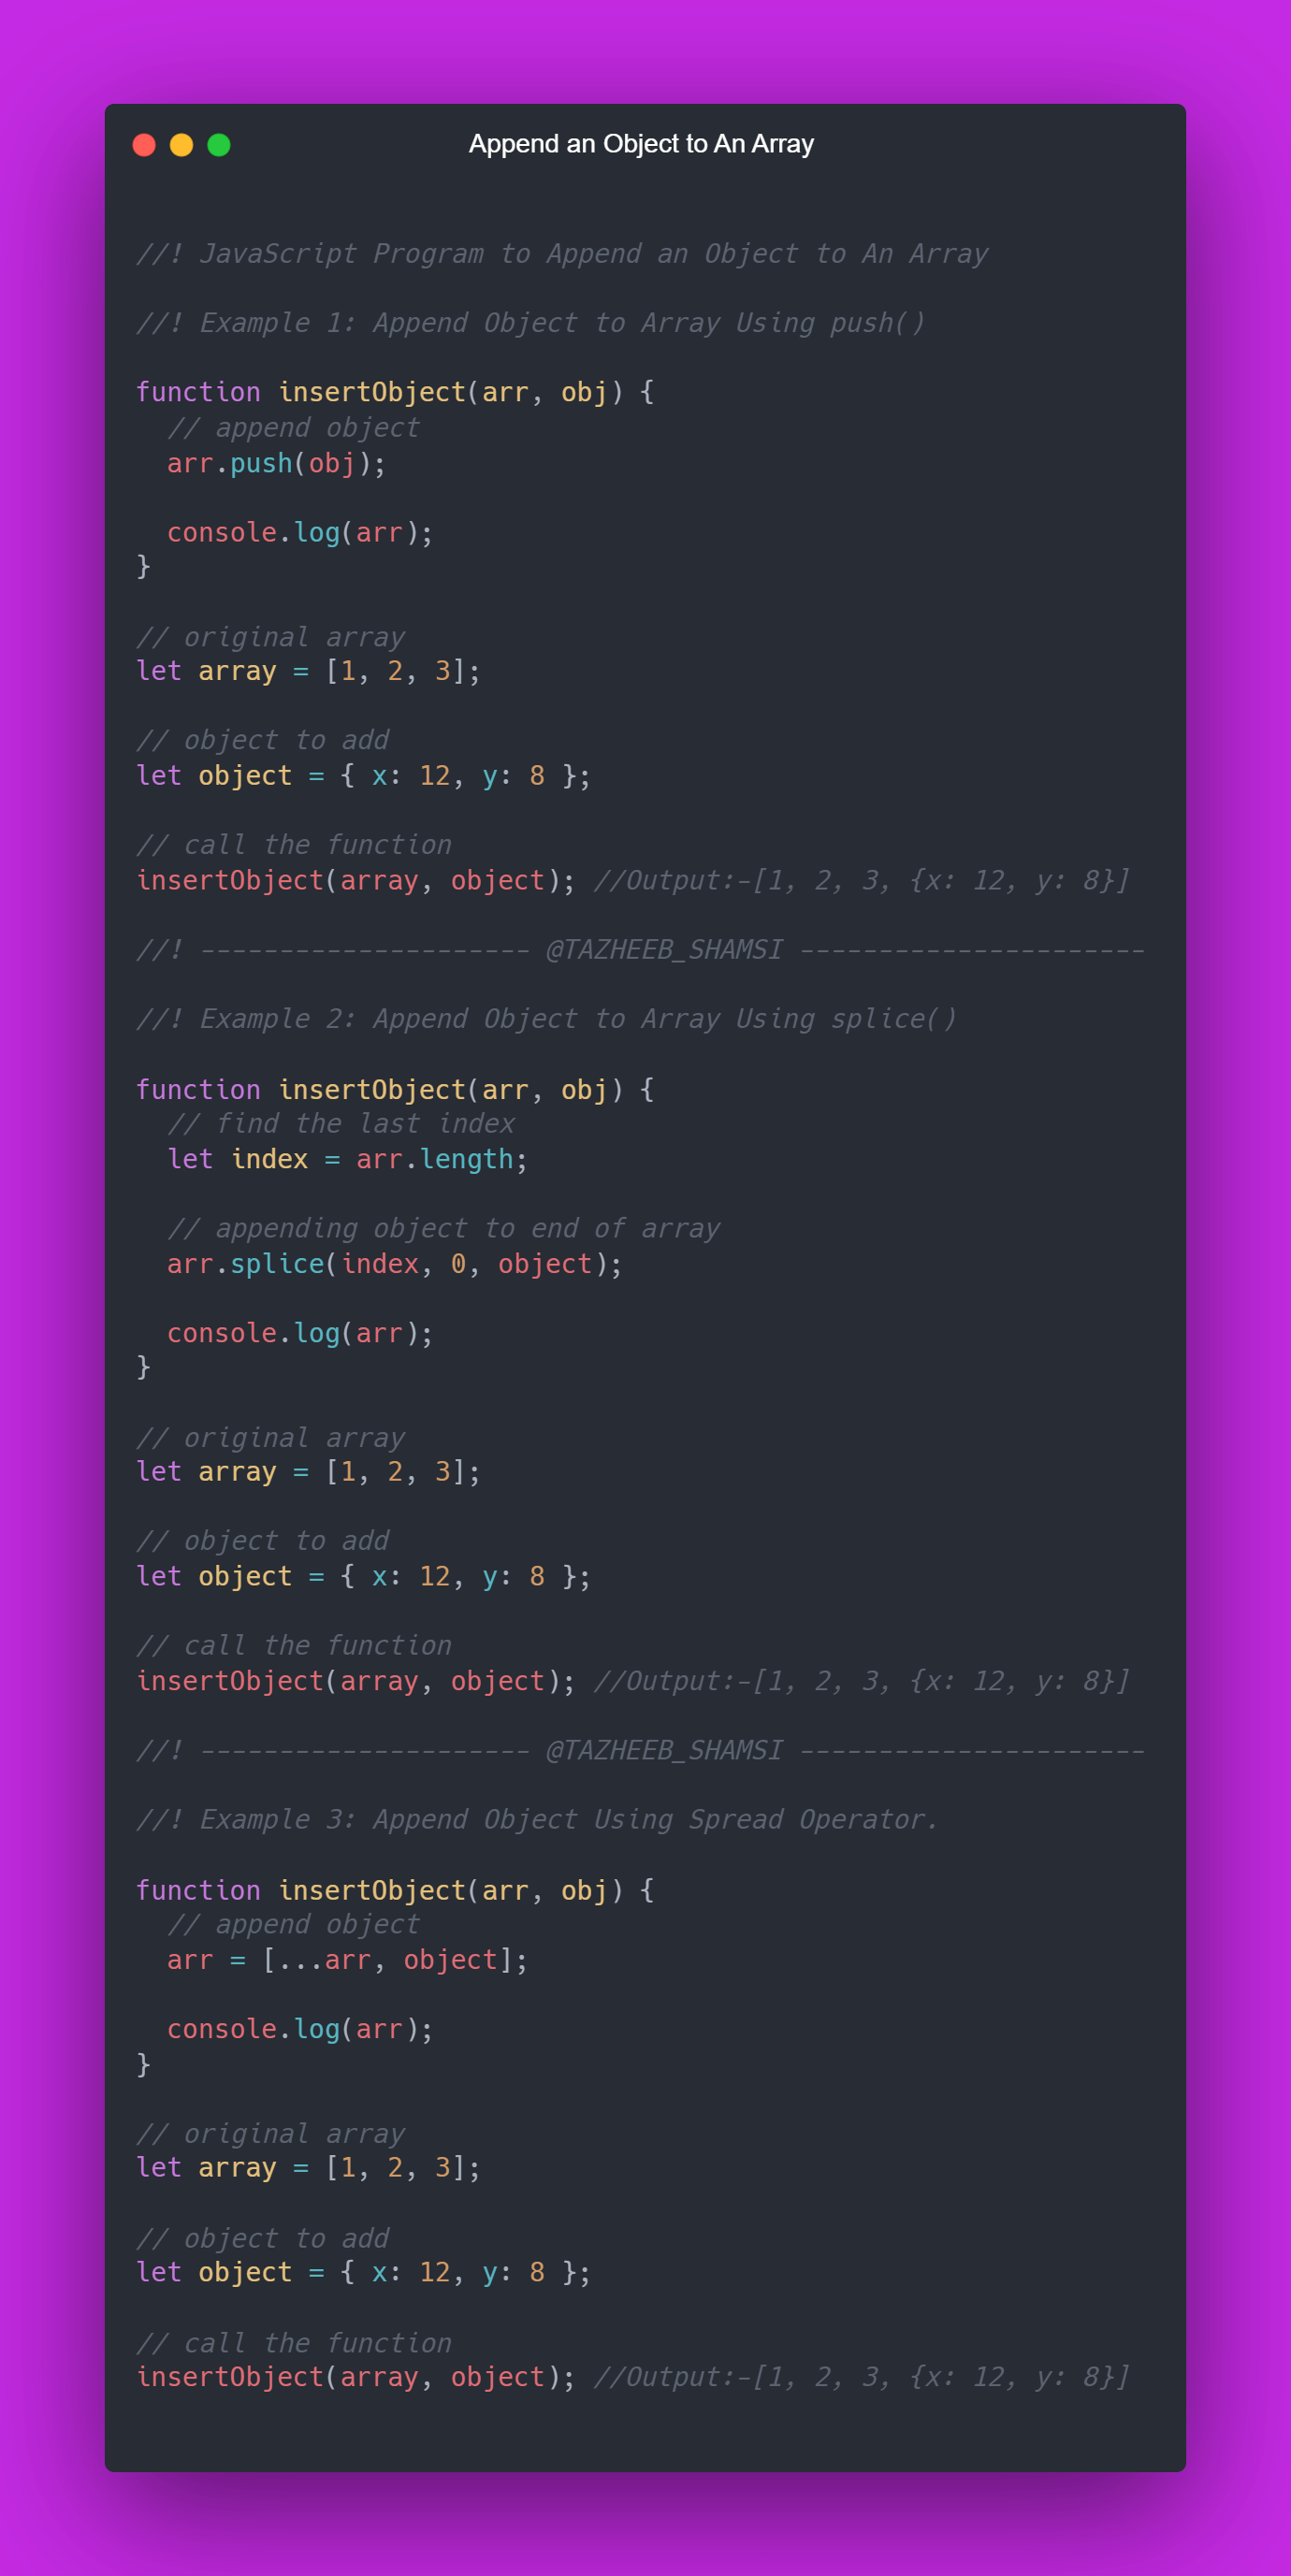 Append an Object to An Array
//! JavaScript Program to Append an Object to An Array
//! Example 1: Append Object to Array Using push()
function insertObject(arr, obj) {
  // append object
  arr.push(obj);
  console.log(arr);
}
// original array
let array = [1, 2, 3];
// object to add
let object = { x: 12, y: 8 };
// call the function
insertObject(array, object); //Output:-[1, 2, 3, {x: 12, y: 8}]
//! --------------------- @TAZHEEB_SHAMSI ----------------------
//! Example 2: Append Object to Array Using splice()
function insertObject(arr, obj) {
  // find the last index
  let index = arr.length;
  // appending object to end of array
  arr.splice(index, 0, object);
  console.log(arr);
}
// original array
let array = [1, 2, 3];
// object to add
let object = { x: 12, y: 8 };
// call the function
insertObject(array, object); //Output:-[1, 2, 3, {x: 12, y: 8}]
//! --------------------- @TAZHEEB_SHAMSI ----------------------
//! Example 3: Append Object Using Spread Operator.
function insertObject(arr, obj) {
  // append object
  arr = [...arr, object];
  console.log(arr);
}
// original array
let array = [1, 2, 3];
// object to add
let object = { x: 12, y: 8 };
// call the function
insertObject(array, object); //Output:-[1, 2, 3, {x: 12, y: 8}]